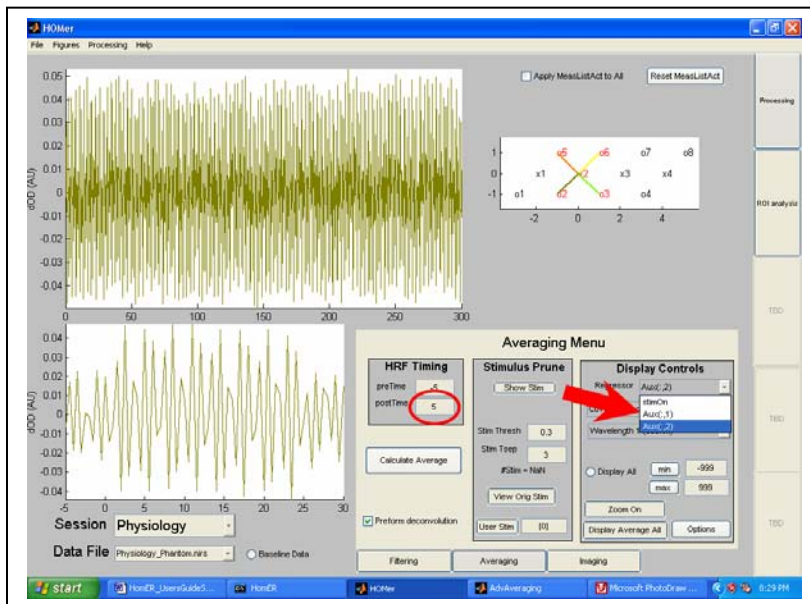 HOMer
File Figures Processing Help
Apply MeasListAct to All
Reset MeasListAct
Processing
ROI analysis
TBD
TBD
TBD
dOD (AU)
0.05
0.04
0.03
0.02
0.01
0
-0.01
-0.02
-0.03
-0.04
0 50 100 150 200 250 300
1
0
-1
o5 o6 o7 o8
x1 x2 x3 x4
o1 o2 o3 o4
-2 0 2 4
dOD (AU)
0.04
0.03
0.02
0.01
0
-0.01
-0.02
-0.03
-0.04
-5 0 5 10 15 20 25 30
Session Physiology
Data File Physiology_Phantom.nirs Baseline Data
Averaging Menu
HRF Timing
preTime -5
postTime 5
Calculate Average
Preform deconvolution
Stimulus Prune
Show Stim
Stim Thresh 0.3
Stim Tsep 3
#Stim = NaN
View Orig Stim
User Stim [0]
Display Controls
Regressor Aux(:,2)
stimOn
Aux(:,1)
Aux(:,2)
Wavelength
Display All min -999
max 999
Zoom On
Display Average All Options
Filtering Averaging Imaging
start HomER_UsersGuideS... HomER HOMer AdvAveraging Microsoft PhotoDraw ... 8:29 PM